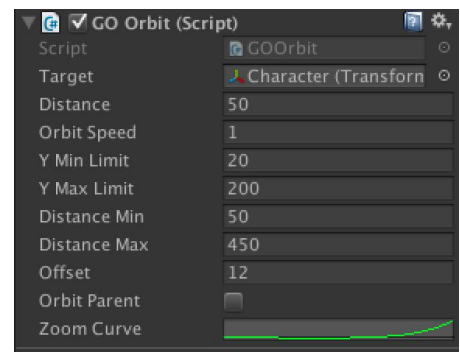 GO Orbit (Script)
Script GOOrbit
Target Character (Transforn
Distance 50
Orbit Speed 1
Y Min Limit 20
Y Max Limit 200
Distance Min 50
Distance Max 450
Offset 12
Orbit Parent
Zoom Curve